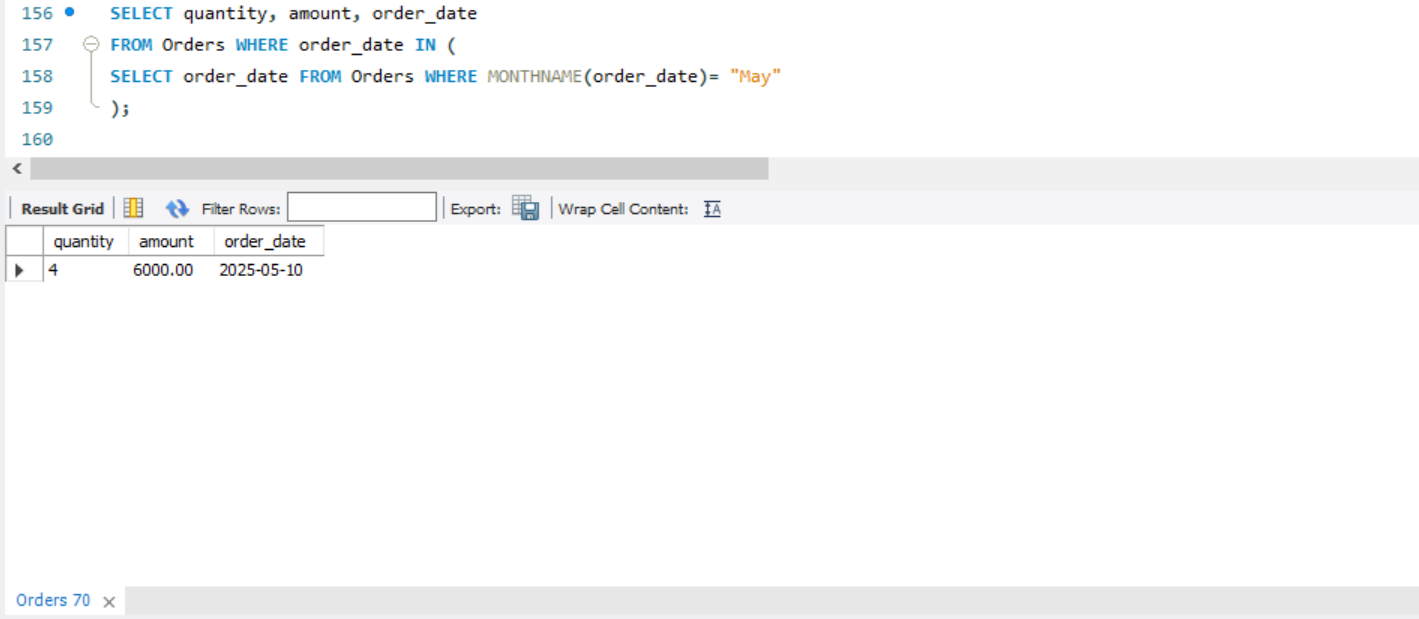 156 SELECT quantity, amount, order_date
157 FROM Orders WHERE order_date IN (
158 SELECT order_date FROM Orders WHERE MONTHNAME(order_date)= "May"
159 );
160
Result Grid Filter Rows: Export: Wrap Cell Content: IA
quantity amount order_date
4 6000.00 2025-05-10
Orders 70